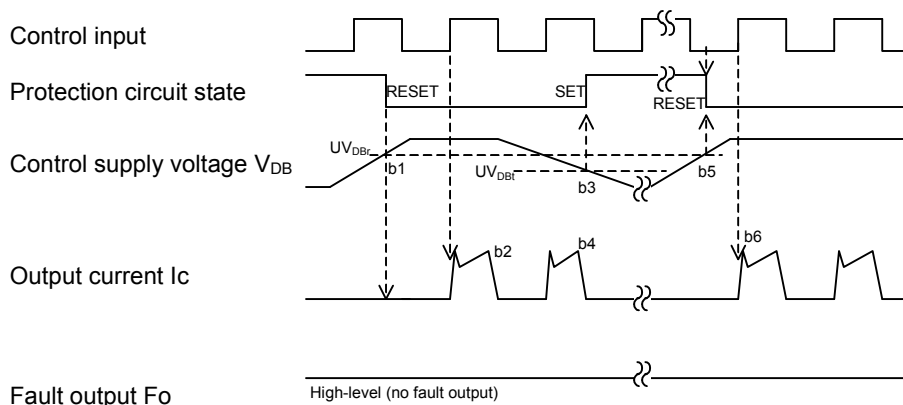 Control input
Protection circuit state
RESET
SET
RESET
Control supply voltage VDB
UVDBr
b1
UVDBt
b3
b5
Output current Ic
b2
b4
b6
Fault output Fo
High-level (no fault output)